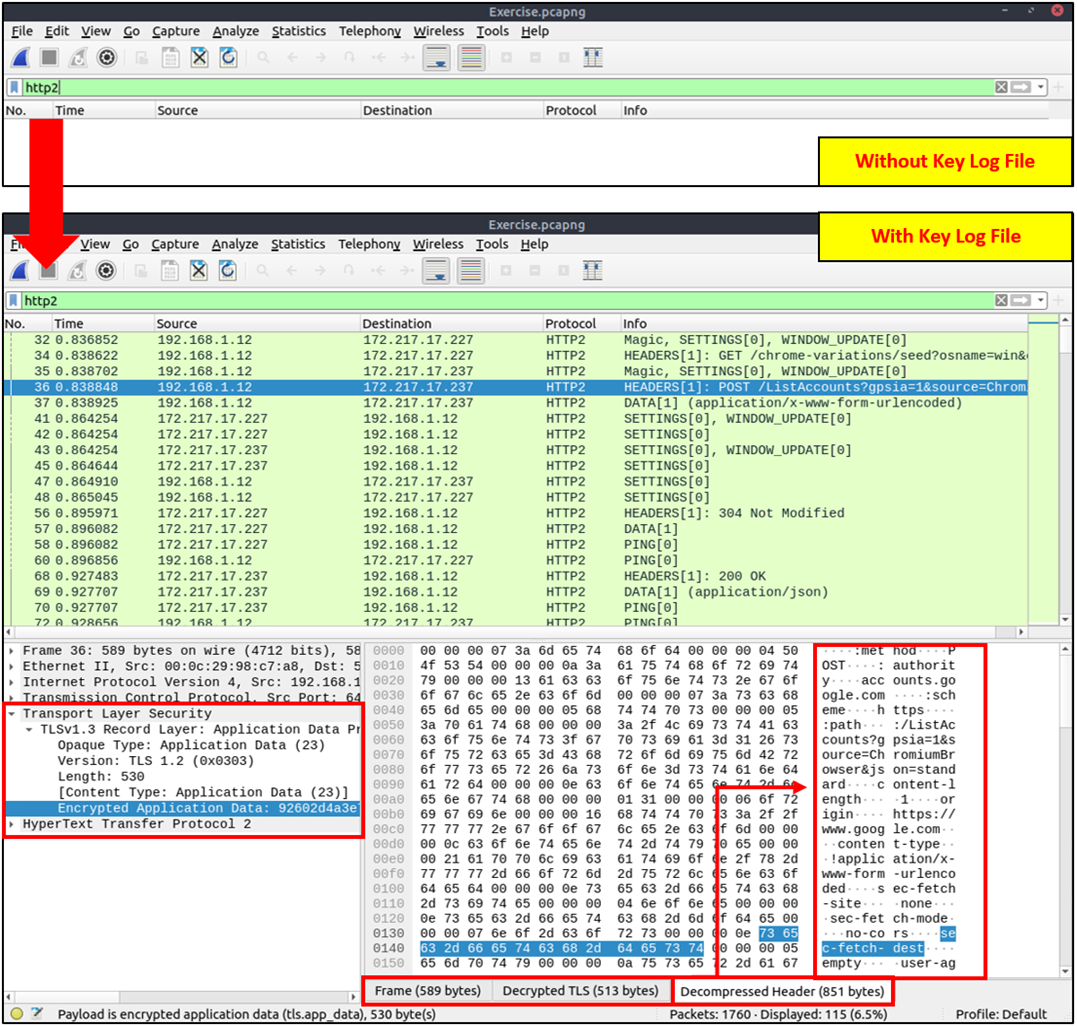 Exercise.pcapng
File Edit View Go Capture Analyze Statistics Telephony Wireless Tools Help
http2
No. Time Source Destination Protocol Info
Without Key Log File
Exercise.pcapng
View Go Capture Analyze Statistics Telephony Wireless Tools Help
With Key Log File
http2
No. Time Source Destination Protocol Info
32 0.836852 192.168.1.12 172.217.17.227 HTTP2 Magic, SETTINGS[0], WINDOW_UPDATE[0]
34 0.838622 192.168.1.12 172.217.17.227 HTTP2 HEADERS[1]: GET /chrome-variations/seed?osname=win&
35 0.838702 192.168.1.12 172.217.17.237 HTTP2 Magic, SETTINGS[0], WINDOW_UPDATE[0]
36 0.838848 192.168.1.12 172.217.17.237 HTTP2 HEADERS[1]: POST /ListAccounts?gpsia=1&source=Chromi
37 0.838925 192.168.1.12 172.217.17.237 HTTP2 DATA[1] (application/x-www-form-urlencoded)
41 0.864254 172.217.17.227 192.168.1.12 HTTP2 SETTINGS[0], WINDOW_UPDATE[0]
42 0.864254 172.217.17.227 192.168.1.12 HTTP2 SETTINGS[0]
43 0.864254 172.217.17.237 192.168.1.12 HTTP2 SETTINGS[0], WINDOW_UPDATE[0]
45 0.864644 172.217.17.237 192.168.1.12 HTTP2 SETTINGS[0]
47 0.864910 192.168.1.12 172.217.17.237 HTTP2 SETTINGS[0]
48 0.865045 192.168.1.12 172.217.17.227 HTTP2 SETTINGS[0]
56 0.895971 172.217.17.227 192.168.1.12 HTTP2 HEADERS[1]: 304 Not Modified
57 0.896082 172.217.17.227 192.168.1.12 HTTP2 DATA[1]
58 0.896082 172.217.17.227 192.168.1.12 HTTP2 PING[0]
60 0.896856 192.168.1.12 172.217.17.227 HTTP2 PING[0]
68 0.927483 172.217.17.237 192.168.1.12 HTTP2 HEADERS[1]: 200 OK
69 0.927707 172.217.17.237 192.168.1.12 HTTP2 DATA[1] (application/json)
70 0.927707 172.217.17.237 192.168.1.12 HTTP2 PING[0]
72 0.928656 192.168.1.12 172.217.17.237 HTTP2 PING[0]
Frame 36: 589 bytes on wire (4712 bits), 58
Ethernet II, Src: 00:0c:29:98:c7:a8, Dst: 5
Internet Protocol Version 4, Src: 192.168.1
Transmission Control Protocol, Src Port: 64
Transport Layer Security
TLSv1.3 Record Layer: Application Data Pr
Opaque Type: Application Data (23)
Version: TLS 1.2 (0x0303)
Length: 530
[Content Type: Application Data (23)]
Encrypted Application Data: 92602d4a3e
HyperText Transfer Protocol 2
0000 00 00 00 07 3a 6d 65 74 68 6f 64 00 00 00 04 50 ····:met hod····P
0010 4f 53 54 00 00 00 0a 3a 61 75 74 68 6f 72 69 74 OST····: authorit
0020 79 00 00 00 13 61 63 63 6f 75 6e 74 73 2e 67 6f y····acc ounts.go
0030 6f 67 6c 65 2e 63 6f 6d 00 00 00 07 3a 73 63 68 ogle.com ····:sch
0040 65 6d 65 00 00 00 05 68 74 74 70 73 00 00 00 05 eme····h ttps····
0050 3a 70 61 74 68 00 00 00 3a 2f 4c 69 73 74 41 63 :path··· :/ListAc
0060 63 6f 75 6e 74 73 3f 67 70 73 69 61 3d 31 26 73 counts?g psia=1&s
0070 6f 75 72 63 65 3d 43 68 72 6f 6d 69 75 6d 42 72 ource=Ch romiumBr
0080 6f 77 73 65 72 26 6a 73 6f 6e 3d 73 74 61 6e 64 owser&js on=stand
0090 61 72 64 00 00 00 0e 63 6f 6e 74 65 6e 74 2d ard····c ontent-l
00a0 65 6e 67 74 68 00 00 00 01 31 00 00 00 06 6f 72 ength··· ·1····or
00b0 69 67 69 6e 00 00 00 16 68 74 74 70 73 3a 2f 2f igin···· https://
00c0 77 77 77 2e 67 6f 6f 67 6c 65 2e 63 6f 6d 00 00 www.goog le.com··
00d0 00 0c 63 6f 6e 74 65 6e 74 2d 74 79 70 65 00 00 ··conten t-type··
00e0 00 21 61 70 70 6c 69 63 61 74 69 6f 6e 2f 78 2d ·!applic ation/x-
00f0 77 77 77 2d 66 6f 72 6d 2d 75 72 6c 65 6e 63 6f www-form -urlenco
0100 64 65 64 00 00 00 0e 73 65 63 2d 66 65 74 63 68 ded····s ec-fetch
0110 2d 73 69 74 65 00 00 00 04 6e 6f 6e 65 00 00 00 -site··· ·none···
0120 0e 73 65 63 2d 66 65 74 63 68 2d 6d 6f 64 65 00 ·sec-fet ch-mode·
0130 00 00 07 6e 6f 2d 63 6f 72 73 00 00 00 0e 73 65 ···no-co rs····se
0140 63 2d 66 65 74 63 68 2d 64 65 73 74 00 00 00 05 c-fetch- dest····
0150 65 6d 70 74 79 00 00 00 0a 75 73 65 72 2d 61 67 empty··· ·user-ag
Frame (589 bytes) Decrypted TLS (513 bytes) Decompressed Header (851 bytes)
Payload is encrypted application data (tls.app_data), 530 byte(s) Packets: 1760 · Displayed: 115 (6.5%) Profile: Default